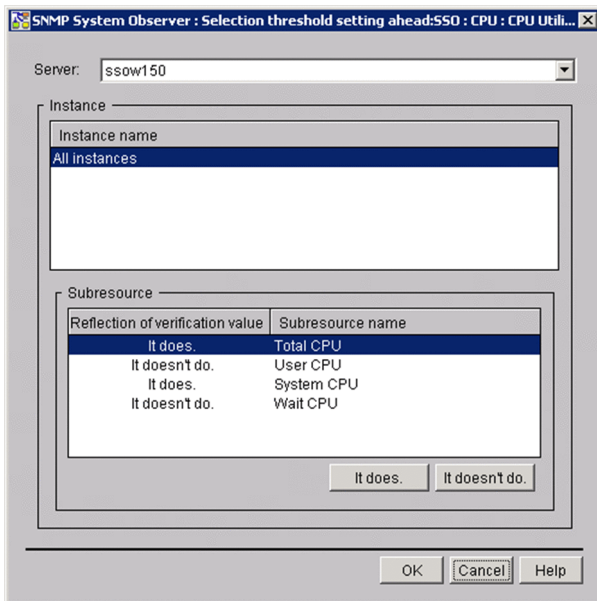 SNMP System Observer : Selection threshold setting ahead:SSO : CPU : CPU Utili...
Server: ssow150
Instance
Instance name
All instances
Subresource
Reflection of verification value Subresource name
It does. Total CPU
It doesn't do. User CPU
It does. System CPU
It doesn't do. Wait CPU
It does. It doesn't do.
OK Cancel Help